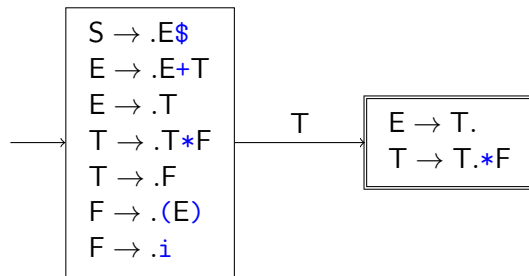 S → .E$
E → .E+T
E → .T
T → .T*F
T → .F
F → .(E)
F → .i
T
E → T.
T → T.*F